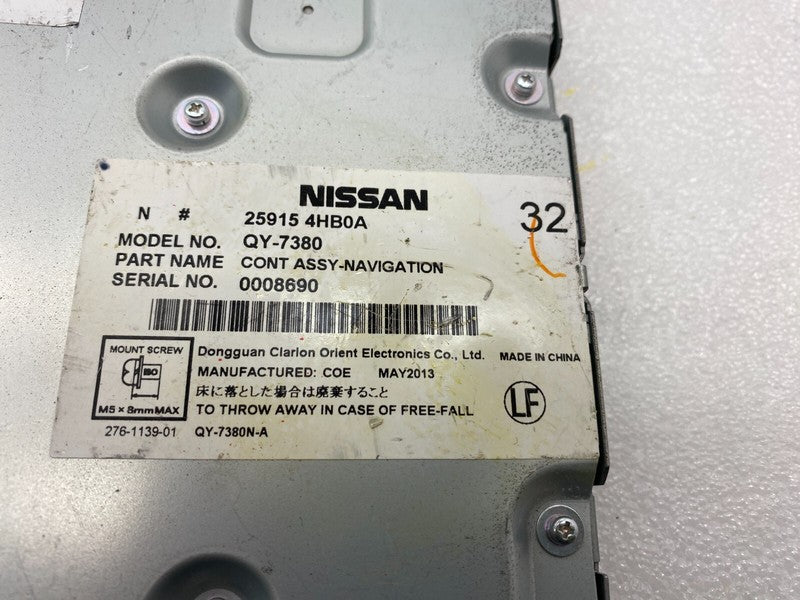 NISSAN
N # 25915 4HB0A 32
MODEL NO. QY-7380
PART NAME CONT ASSY-NAVIGATION
SERIAL NO. 0008690
MOUNT SCREW
ISO
M5 × 8mmMAX
Dongguan Clarion Orient Electronics Co., Ltd. MADE IN CHINA
MANUFACTURED: COE MAY2013
床に落とした場合は廃棄すること
TO THROW AWAY IN CASE OF FREE-FALL
LF
276-1139-01 QY-7380N-A